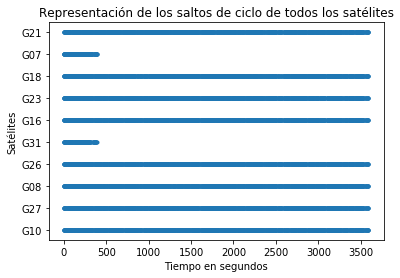 Representación de los saltos de ciclo de todos los satélites
Satélites
G21
G07
G18
G23
G16
G31
G26
G08
G27
G10
0 500 1000 1500 2000 2500 3000 3500
Tiempo en segundos